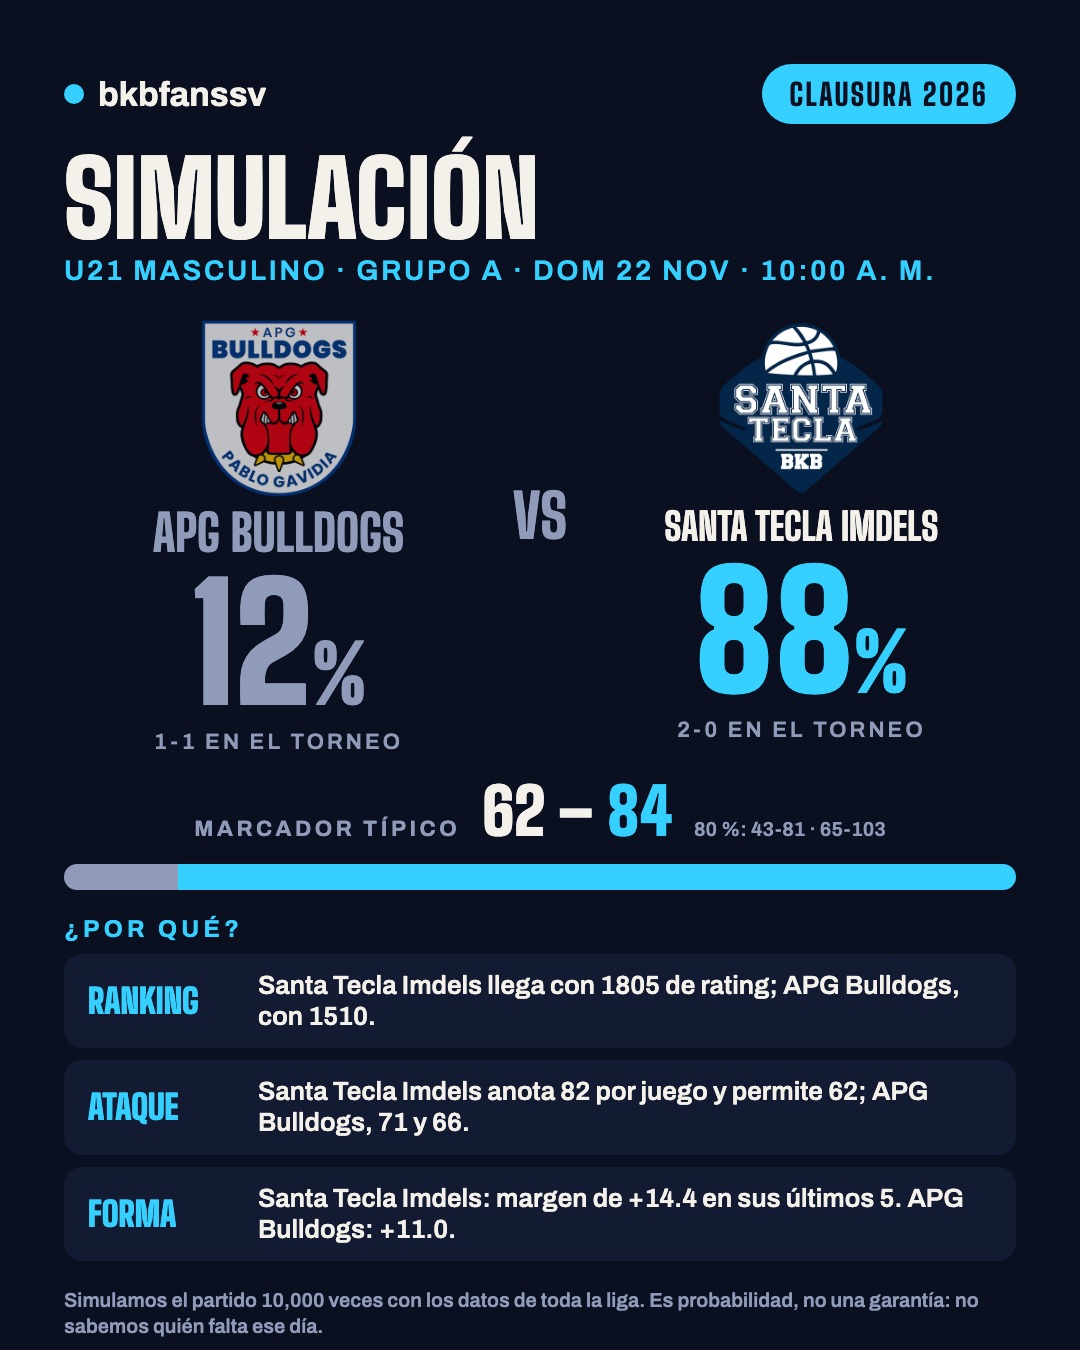 bkbfanssv
CLAUSURA 2026
SIMULACIÓN
U21 MASCULINO · GRUPO A · DOM 22 NOV · 10:00 A. M.
★APG★
BULLDOGS
PABLO GAVIDIA
SANTA
TECLA
BKB
APG BULLDOGS
VS
SANTA TECLA IMDELS
12%
88%
1-1 EN EL TORNEO
2-0 EN EL TORNEO
MARCADOR TÍPICO 62 – 84 80 %: 43-81 · 65-103
¿POR QUÉ?
RANKING
Santa Tecla Imdels llega con 1805 de rating; APG Bulldogs,
con 1510.
ATAQUE
Santa Tecla Imdels anota 82 por juego y permite 62; APG
Bulldogs, 71 y 66.
FORMA
Santa Tecla Imdels: margen de +14.4 en sus últimos 5. APG
Bulldogs: +11.0.
Simulamos el partido 10,000 veces con los datos de toda la liga. Es probabilidad, no una garantía: no
sabemos quién falta ese día.